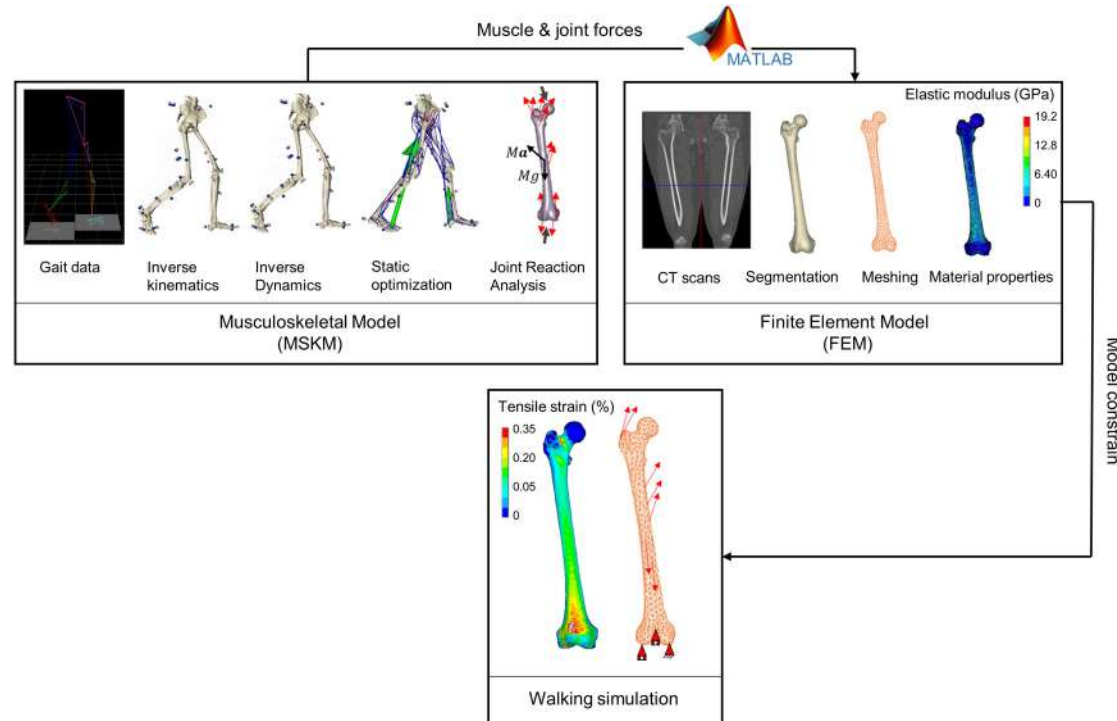 Muscle & joint forces
MATLAB
Ma
Mg
Gait data
Inverse
kinematics
Inverse
Dynamics
Static
optimization
Joint Reaction
Analysis
Musculoskeletal Model
(MSKM)
Elastic modulus (GPa)
19.2
12.8
6.40
0
CT scans
Segmentation
Meshing
Material properties
Finite Element Model
(FEM)
Model constrain
Tensile strain (%)
0.35
0.20
0.05
0
Walking simulation